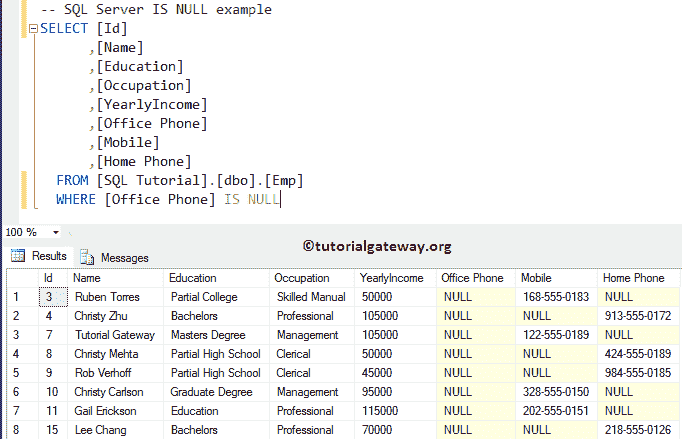 -- SQL Server IS NULL example
SELECT [Id]
,[Name]
,[Education]
,[Occupation]
,[YearlyIncome]
,[Office Phone]
,[Mobile]
,[Home Phone]
FROM [SQL Tutorial].[dbo].[Emp]
WHERE [Office Phone] IS NULL
100 %
©tutorialgateway.org
Results Messages
Id Name Education Occupation YearlyIncome Office Phone Mobile Home Phone
1 3 Ruben Torres Partial College Skilled Manual 50000 NULL 168-555-0183 NULL
2 4 Christy Zhu Bachelors Professional 105000 NULL NULL 913-555-0172
3 7 Tutorial Gateway Masters Degree Management 105000 NULL 122-555-0189 NULL
4 8 Christy Mehta Partial High School Clerical 50000 NULL NULL 424-555-0189
5 9 Rob Verhoff Partial High School Clerical 45000 NULL NULL 984-555-0185
6 10 Christy Carlson Graduate Degree Management 95000 NULL 328-555-0150 NULL
7 11 Gail Erickson Education Professional 115000 NULL 202-555-0151 NULL
8 15 Lee Chang Bachelors Professional 70000 NULL NULL 218-555-0126